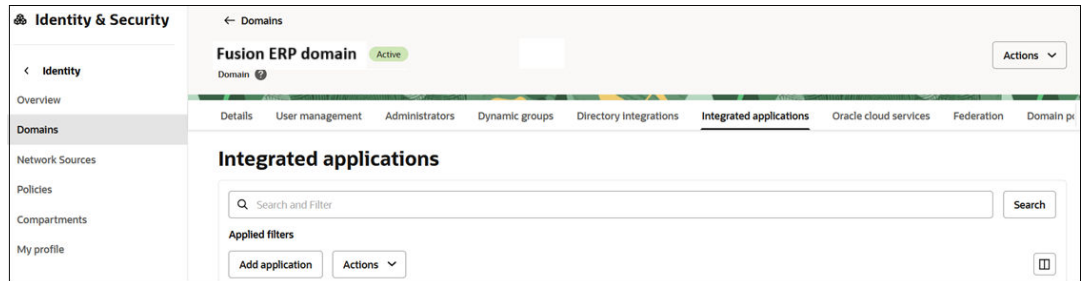 Identity & Security
← Domains
Fusion ERP domain Active
Actions
Domain ?
< Identity
Overview
Domains
Network Sources
Policies
Compartments
My profile
Details User management Administrators Dynamic groups Directory integrations Integrated applications Oracle cloud services Federation Domain
Integrated applications
Search and Filter Search
Applied filters
Add application Actions